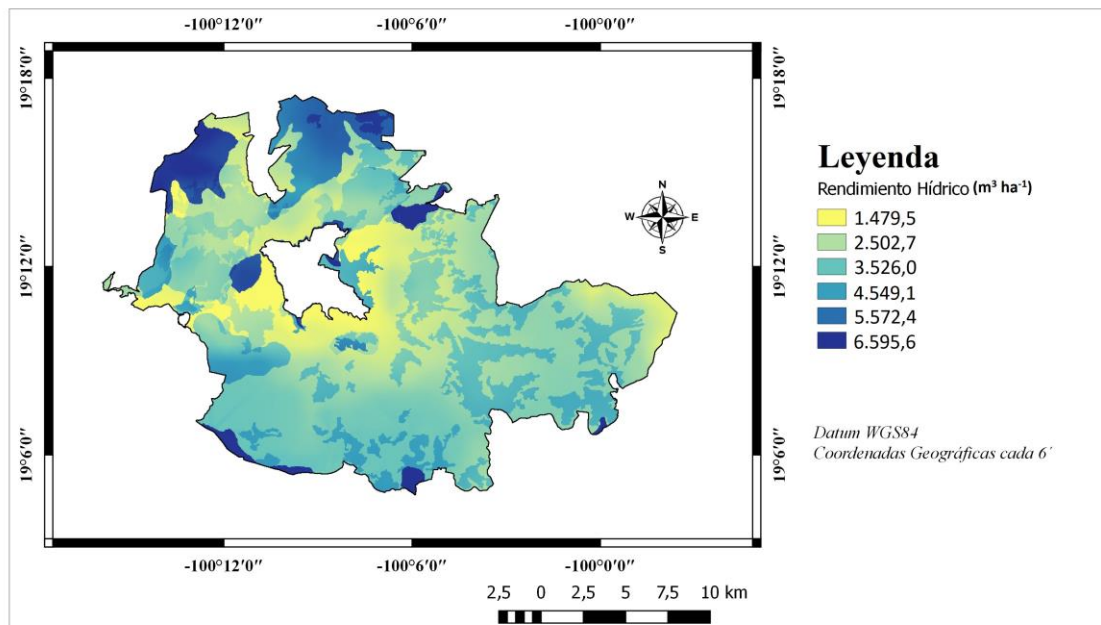 -100°12'0″ -100°6'0″ -100°0'0″
19°18'0″ 19°18'0″
Leyenda
Rendimiento Hídrico (m³ ha⁻¹)
N
W E
S
1.479,5
2.502,7
3.526,0
4.549,1
5.572,4
6.595,6
19°12'0″ 19°12'0″
Datum WGS84
Coordenadas Geográficas cada 6´
19°6'0″ 19°6'0″
-100°12'0″ -100°6'0″ -100°0'0″
2,5 0 2,5 5 7,5 10 km